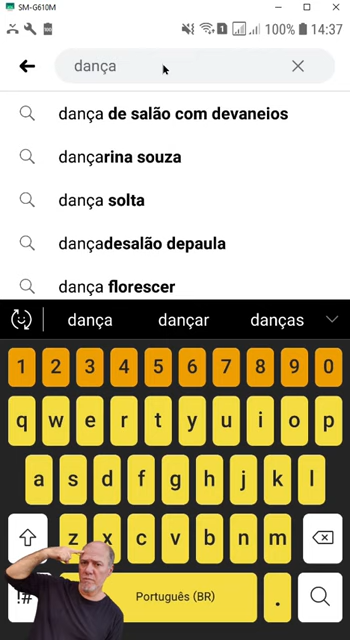 SM-G610M
1 100% 14:37
dança
dança de salão com devaneios
dançarina souza
dança solta
dançadesalão depaula
dança florescer
dança dançar danças
1 2 3 4 5 6 7 8 9 0
q w e r t y u i o p
a s d f g h j k l
z x c v b n m
!# Português (BR) .